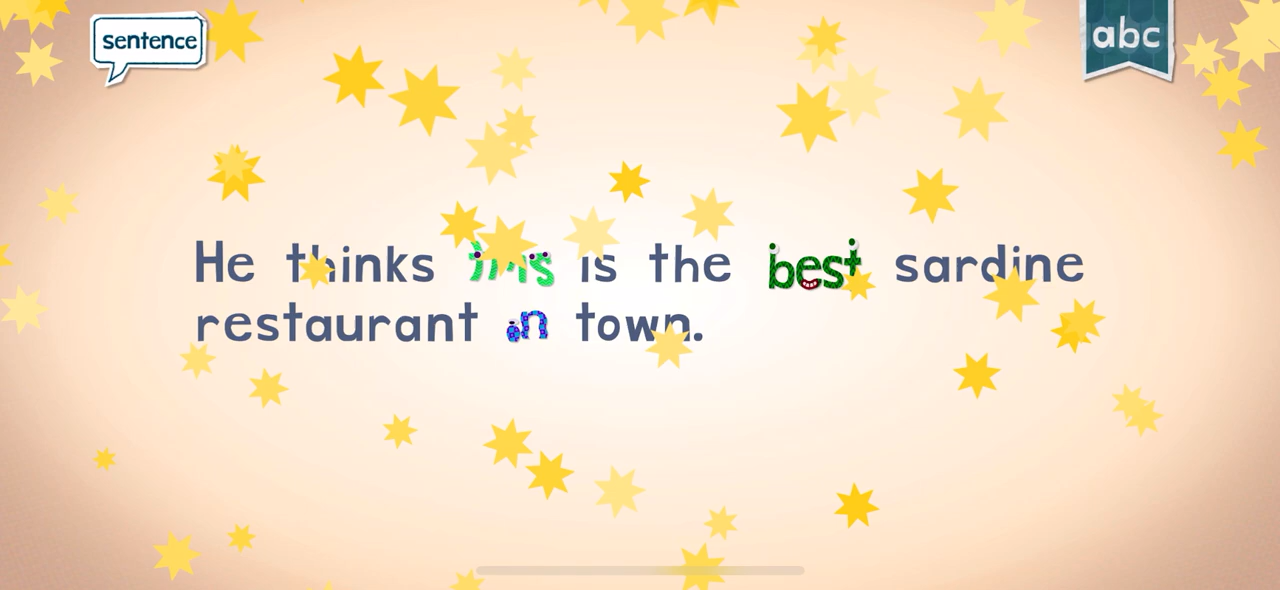 sentence
abc
He thinks this is the best sardine
restaurant in town.